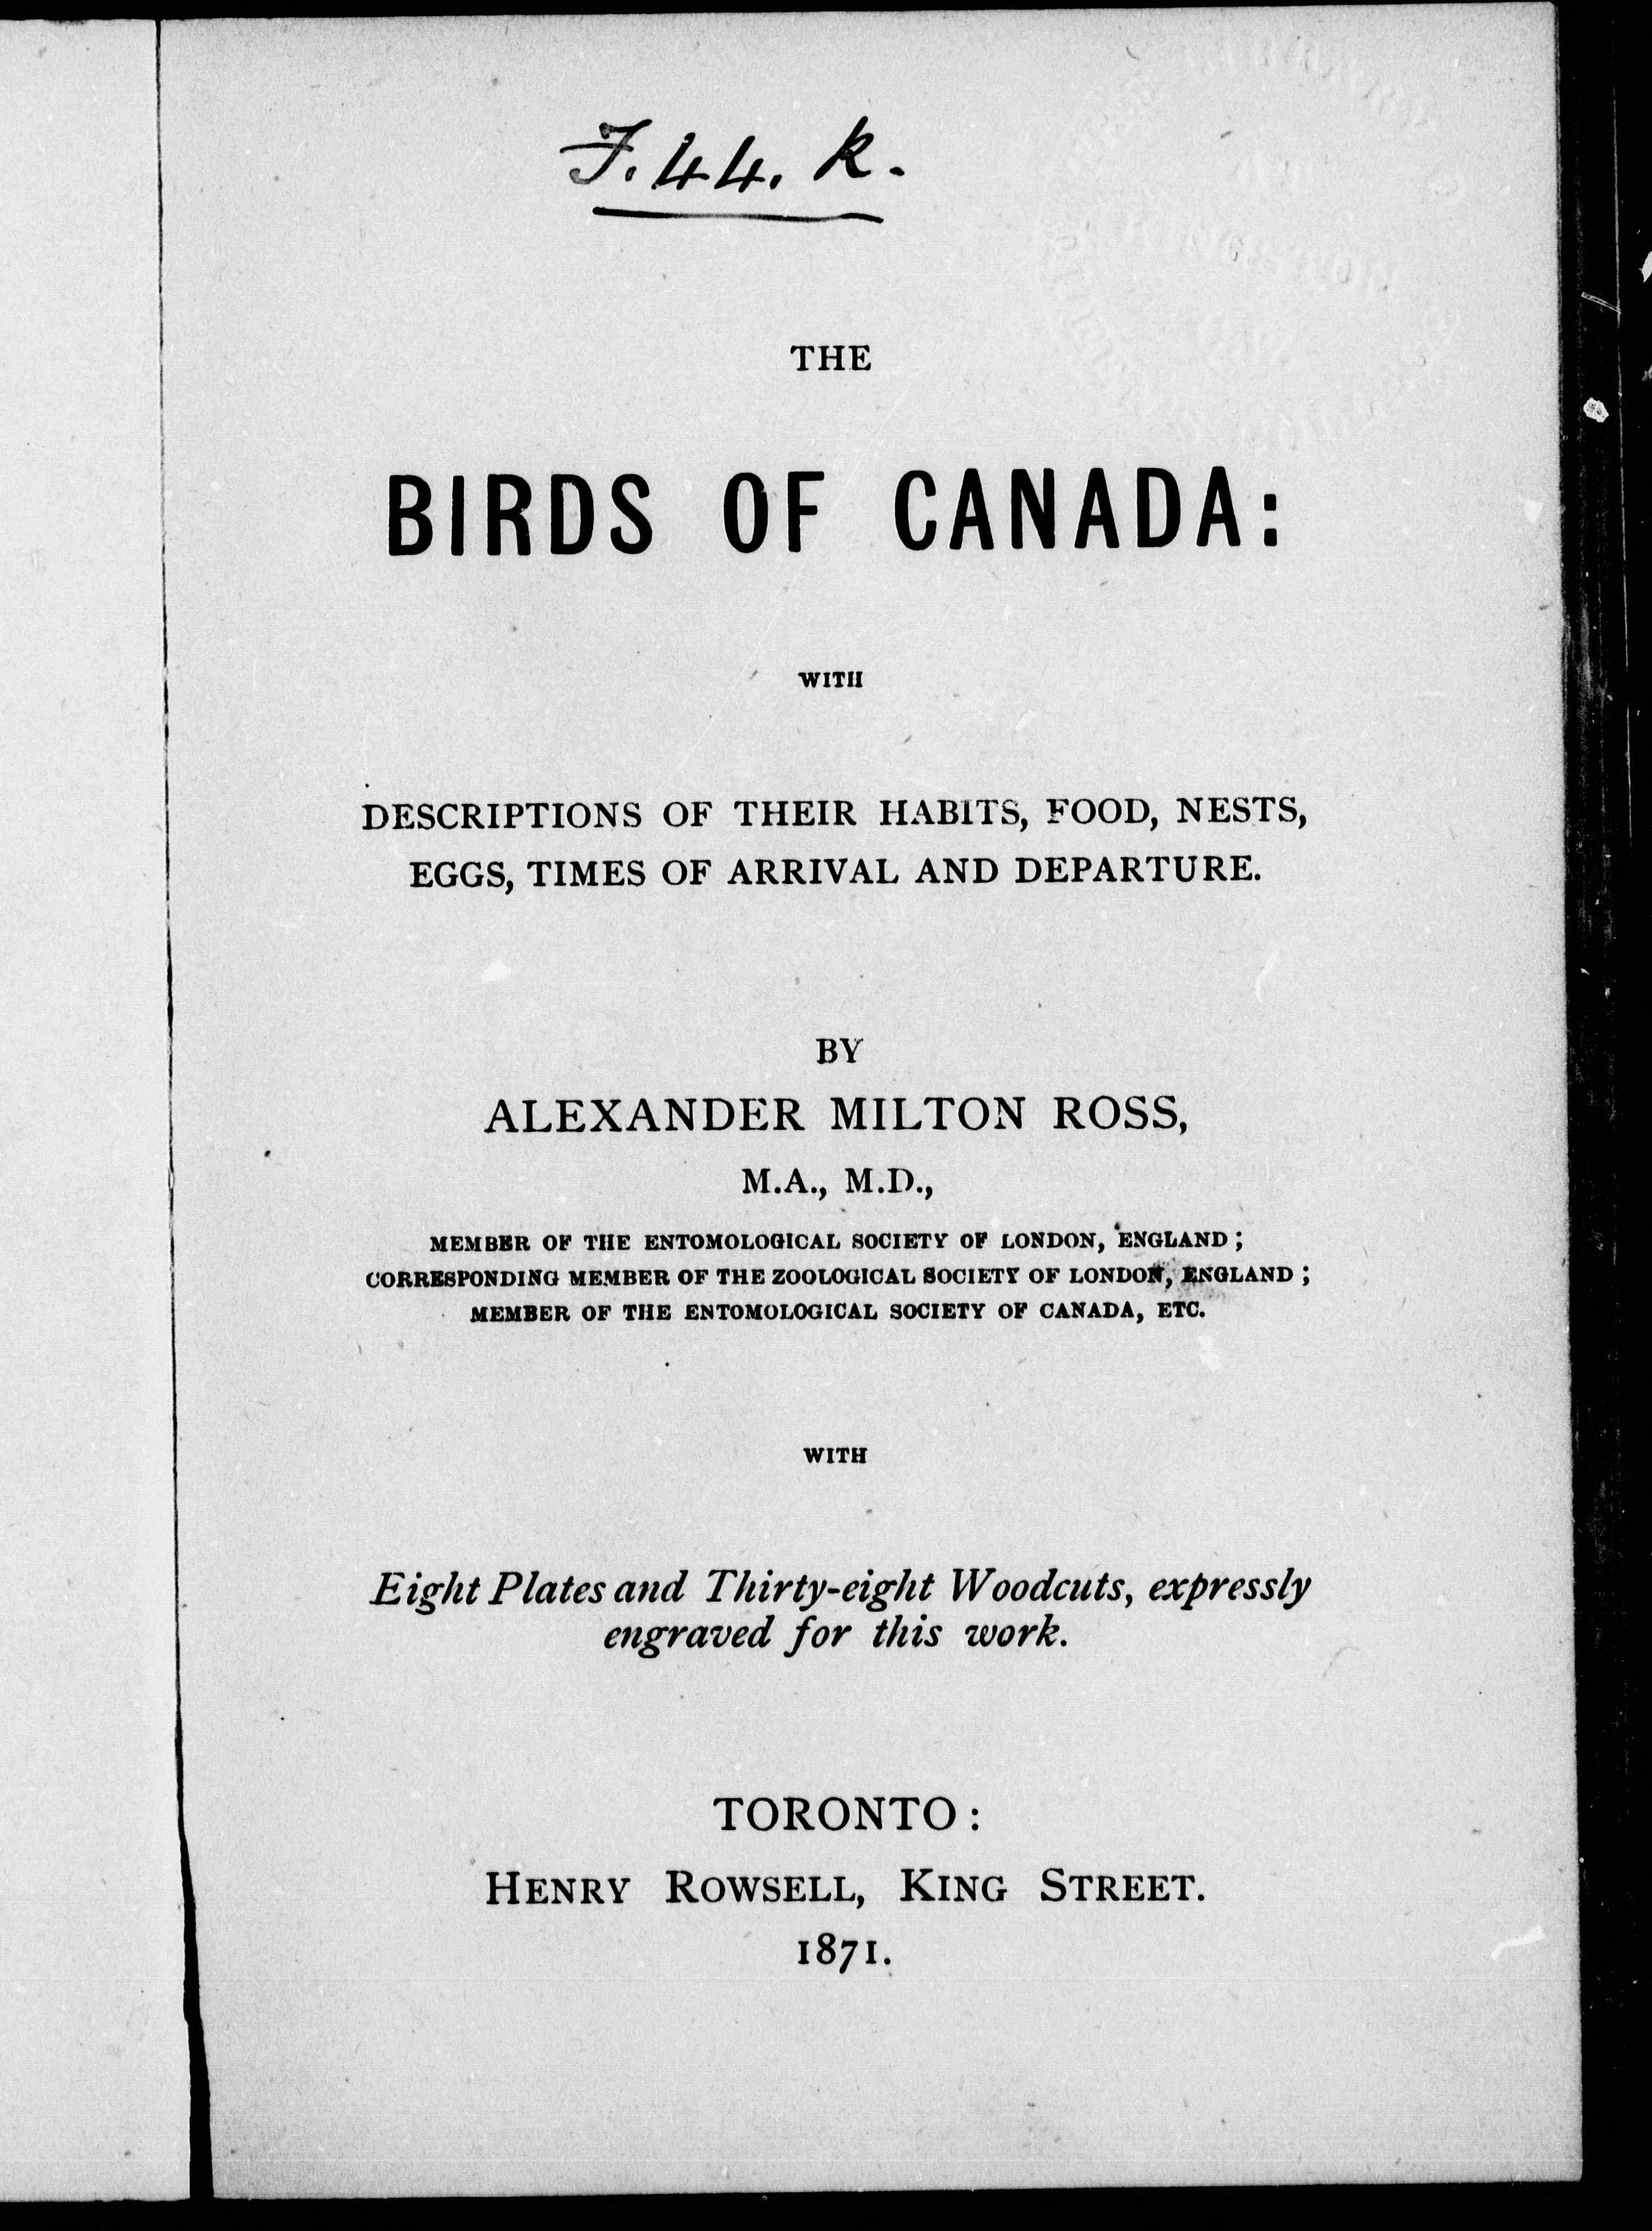 F.44.k.
THE
BIRDS OF CANADA:
WITH
DESCRIPTIONS OF THEIR HABITS, FOOD, NESTS,
EGGS, TIMES OF ARRIVAL AND DEPARTURE.
BY
ALEXANDER MILTON ROSS,
M.A., M.D.,
MEMBER OF THE ENTOMOLOGICAL SOCIETY OF LONDON, ENGLAND;
CORRESPONDING MEMBER OF THE ZOOLOGICAL SOCIETY OF LONDON, ENGLAND;
MEMBER OF THE ENTOMOLOGICAL SOCIETY OF CANADA, ETC.
WITH
Eight Plates and Thirty-eight Woodcuts, expressly
engraved for this work.
TORONTO:
HENRY ROWSELL, KING STREET.
1871.